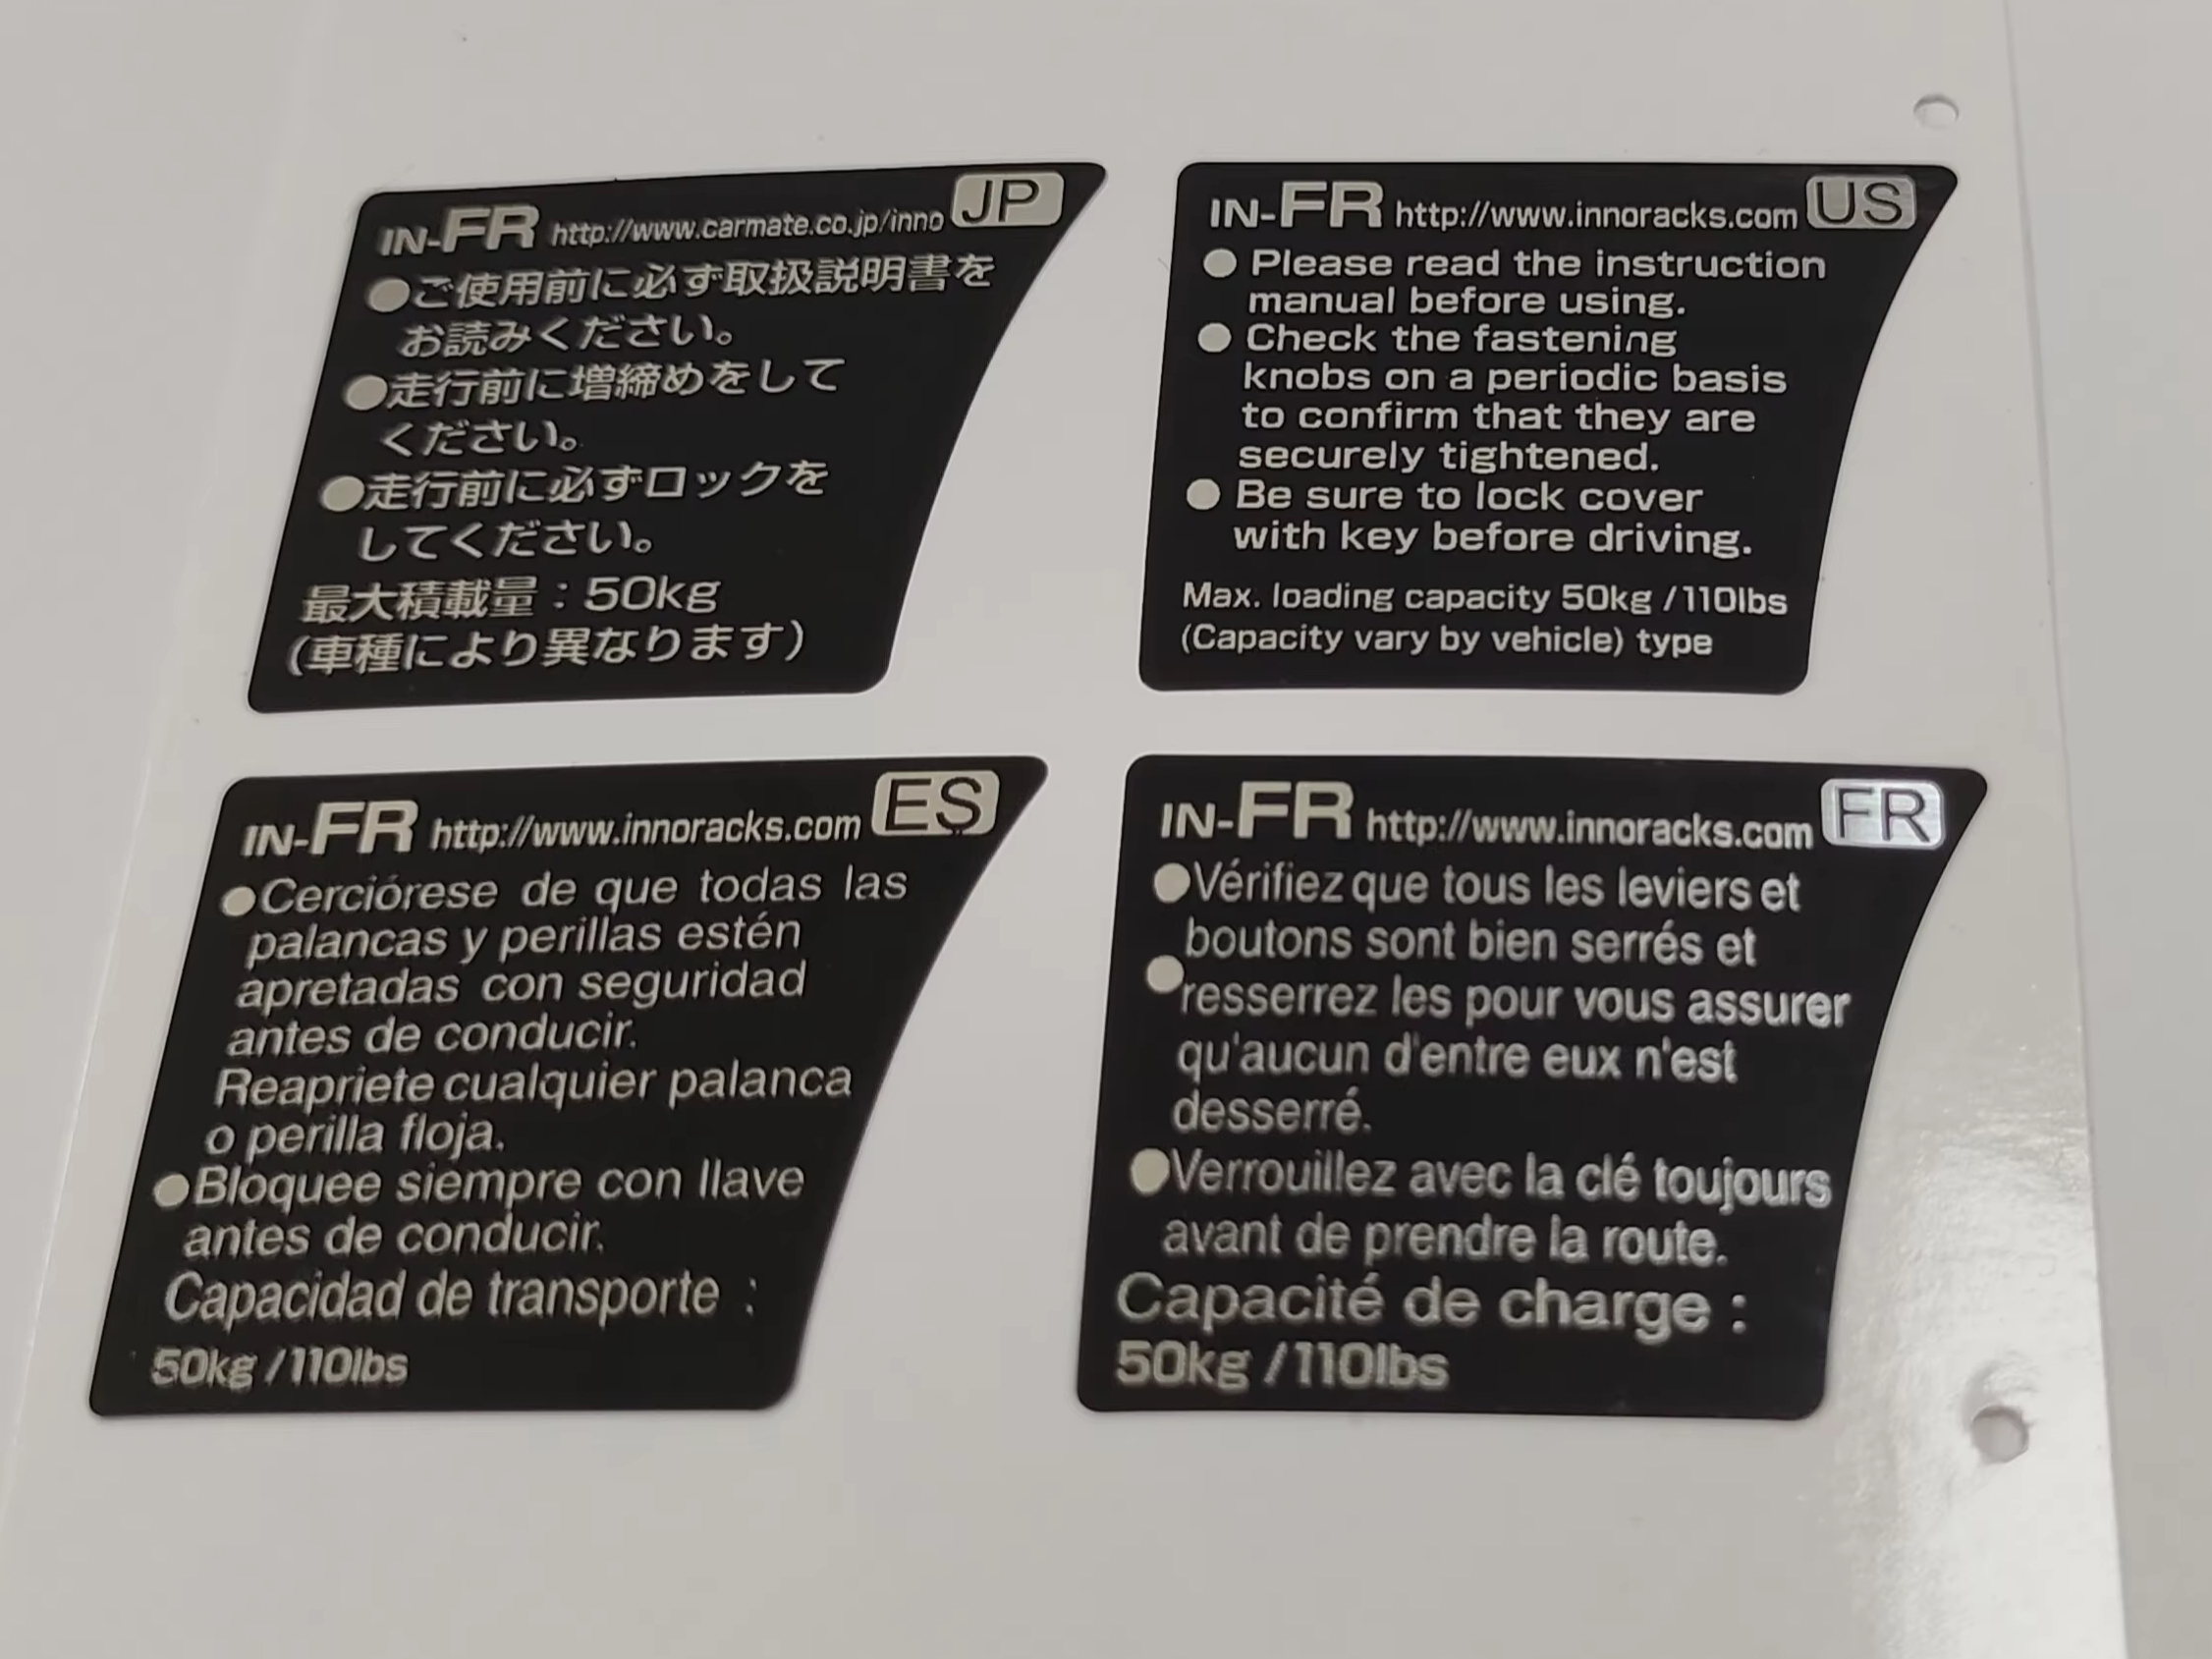 IN-FR http://www.carmate.co.jp/inno JP
●ご使用前に必ず取扱説明書を
お読みください。
●走行前に増締めをして
ください。
●走行前に必ずロックを
してください。
最大積載量：50kg
（車種により異なります）
IN-FR http://www.innoracks.com US
● Please read the instruction
manual before using.
● Check the fastening
knobs on a periodic basis
to confirm that they are
securely tightened.
● Be sure to lock cover
with key before driving.
Max. loading capacity 50kg /110lbs
(Capacity vary by vehicle) type
IN-FR http://www.innoracks.com ES
●Cerciórese de que todas las
palancas y perillas estén
apretadas con seguridad
antes de conducir.
Reapriete cualquier palanca
o perilla floja.
●Bloquee siempre con llave
antes de conducir.
Capacidad de transporte :
50kg /110lbs
IN-FR http://www.innoracks.com FR
●Vérifiez que tous les leviers et
boutons sont bien serrés et
●resserrez les pour vous assurer
qu'aucun d'entre eux n'est
desserré.
●Verrouillez avec la clé toujours
avant de prendre la route.
Capacité de charge :
50kg /110lbs